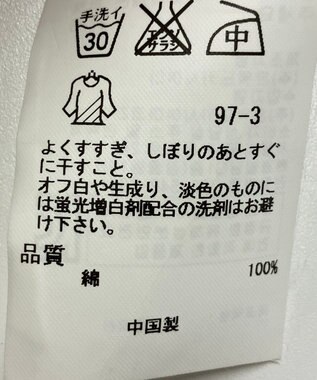 手洗イ
30
エンソ
サラシ
中
97-3
よくすすぎ、しぼりのあとすぐ
に干すこと。
オフ白や生成り、淡色のものに
は蛍光増白剤配合の洗剤はお避
け下さい。
品質
綿 100%
中国製